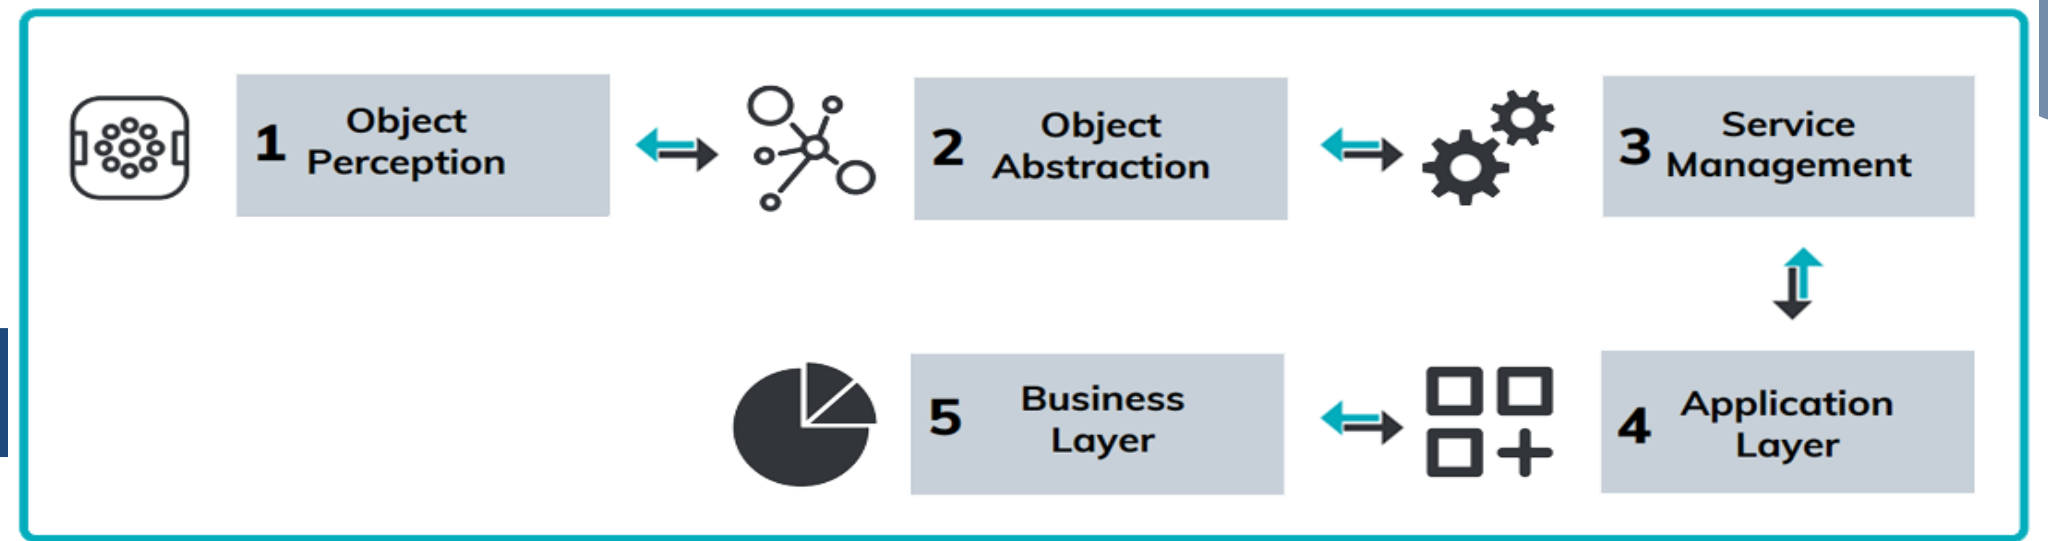 1 Object
Perception
2 Object
Abstraction
3 Service
Management
4 Application
Layer
5 Business
Layer